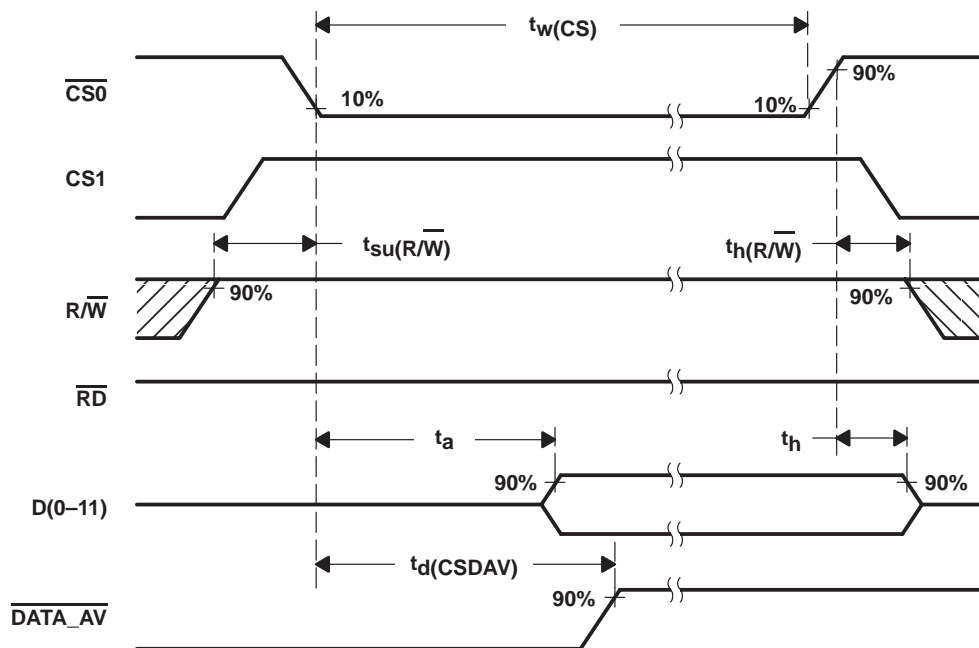 tw(CS)
CS0
10%
10%
90%
CS1
tsu(R/W)
th(R/W)
R/W
90%
90%
RD
ta
th
90%
90%
D(0–11)
td(CSDAV)
90%
DATA_AV